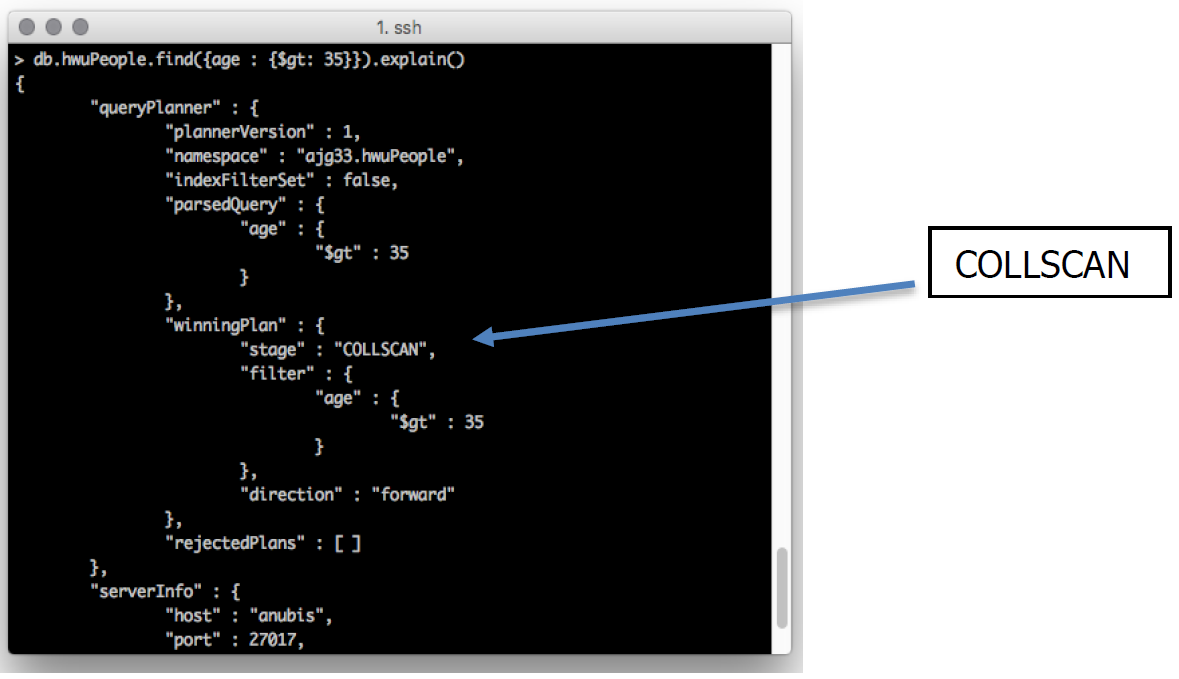 1. ssh
> db.hwuPeople.find({age : {$gt: 35}}).explain()
{
"queryPlanner" : {
"plannerVersion" : 1,
"namespace" : "ajg33.hwuPeople",
"indexFilterSet" : false,
"parsedQuery" : {
"age" : {
"$gt" : 35
}
},
"winningPlan" : {
"stage" : "COLLSCAN",
"filter" : {
"age" : {
"$gt" : 35
}
},
"direction" : "forward"
},
"rejectedPlans" : [ ]
},
"serverInfo" : {
"host" : "anubis",
"port" : 27017,
COLLSCAN